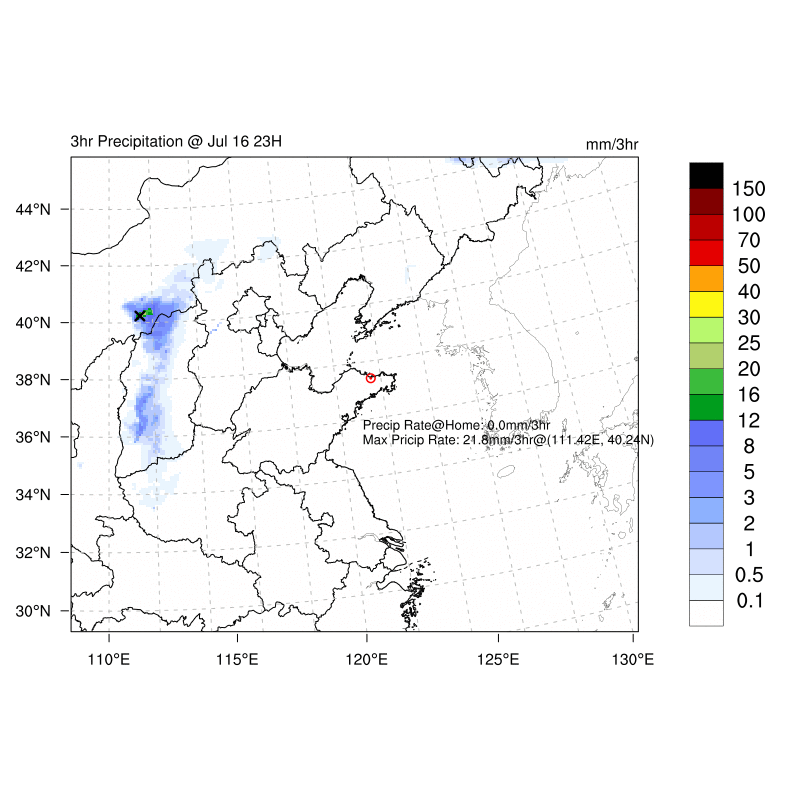 3hr Precipitation @ Jul 16 23H
mm/3hr
44°N
42°N
40°N
38°N
36°N
34°N
32°N
30°N
110°E
115°E
120°E
125°E
130°E
Precip Rate@Home: 0.0mm/3hr
Max Pricip Rate: 21.8mm/3hr@(111.42E, 40.24N)
150
100
70
50
40
30
25
20
16
12
8
5
3
2
1
0.5
0.1